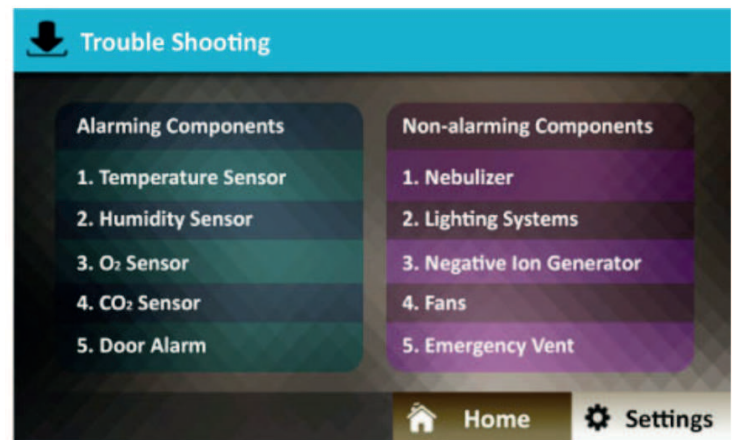 Trouble Shooting
Alarming Components
1. Temperature Sensor
2. Humidity Sensor
3. O₂ Sensor
4. CO₂ Sensor
5. Door Alarm
Non-alarming Components
1. Nebulizer
2. Lighting Systems
3. Negative Ion Generator
4. Fans
5. Emergency Vent
Home
Settings